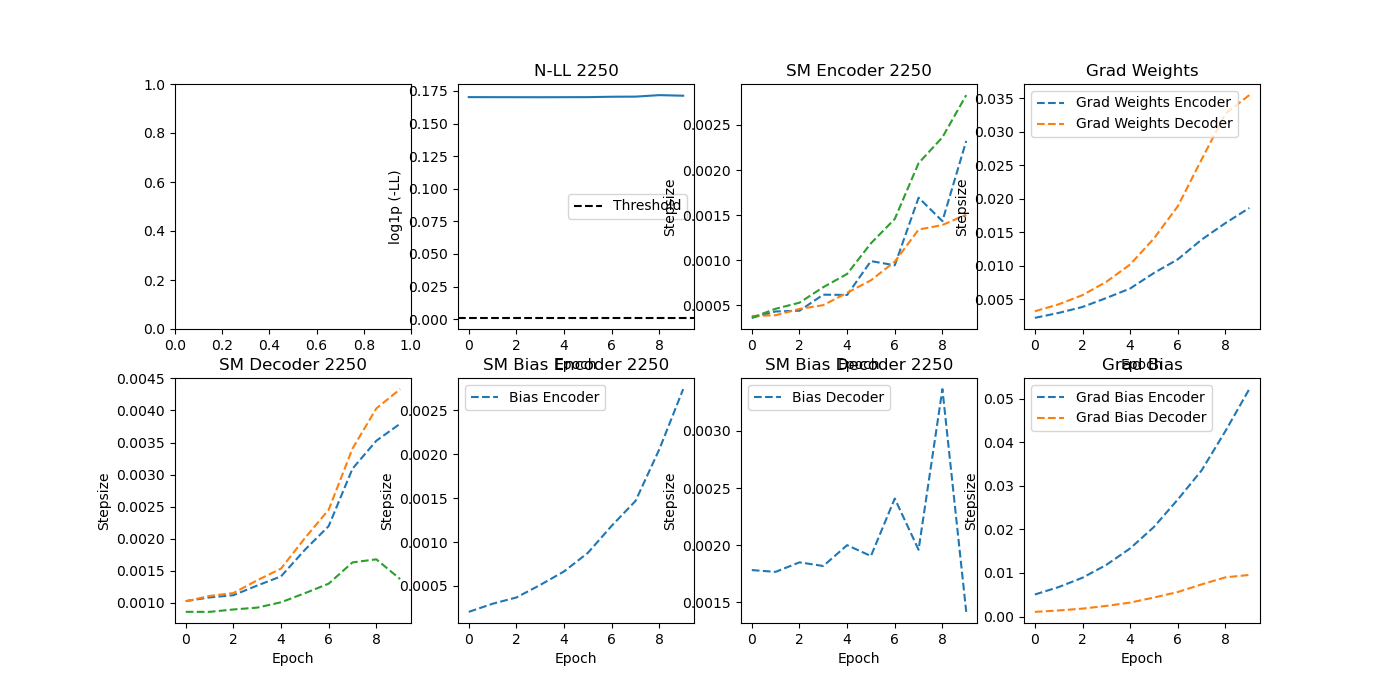 N-LL 2250
SM Encoder 2250
Grad Weights
1.0
0.8
0.6
0.4
0.2
0.0
0.0 0.2 0.4 0.6 0.8 1.0
log1p (-LL)
0.175
0.150
0.125
0.100
0.075
0.050
0.025
0.000
Threshold
0 2 4 6 8
Epoch
Stepsize
0.0025
0.0020
0.0015
0.0010
0.0005
0 2 4 6 8
Epoch
Stepsize
0.035
0.030
0.025
0.020
0.015
0.010
0.005
Grad Weights Encoder
Grad Weights Decoder
0 2 4 6 8
Epoch
SM Decoder 2250
SM Bias Encoder 2250
SM Bias Decoder 2250
Grad Bias
Stepsize
0.0045
0.0040
0.0035
0.0030
0.0025
0.0020
0.0015
0.0010
0 2 4 6 8
Epoch
Stepsize
0.0025
0.0020
0.0015
0.0010
0.0005
Bias Encoder
0 2 4 6 8
Epoch
Stepsize
0.0030
0.0025
0.0020
0.0015
Bias Decoder
0 2 4 6 8
Epoch
Stepsize
0.05
0.04
0.03
0.02
0.01
0.00
Grad Bias Encoder
Grad Bias Decoder
0 2 4 6 8
Epoch